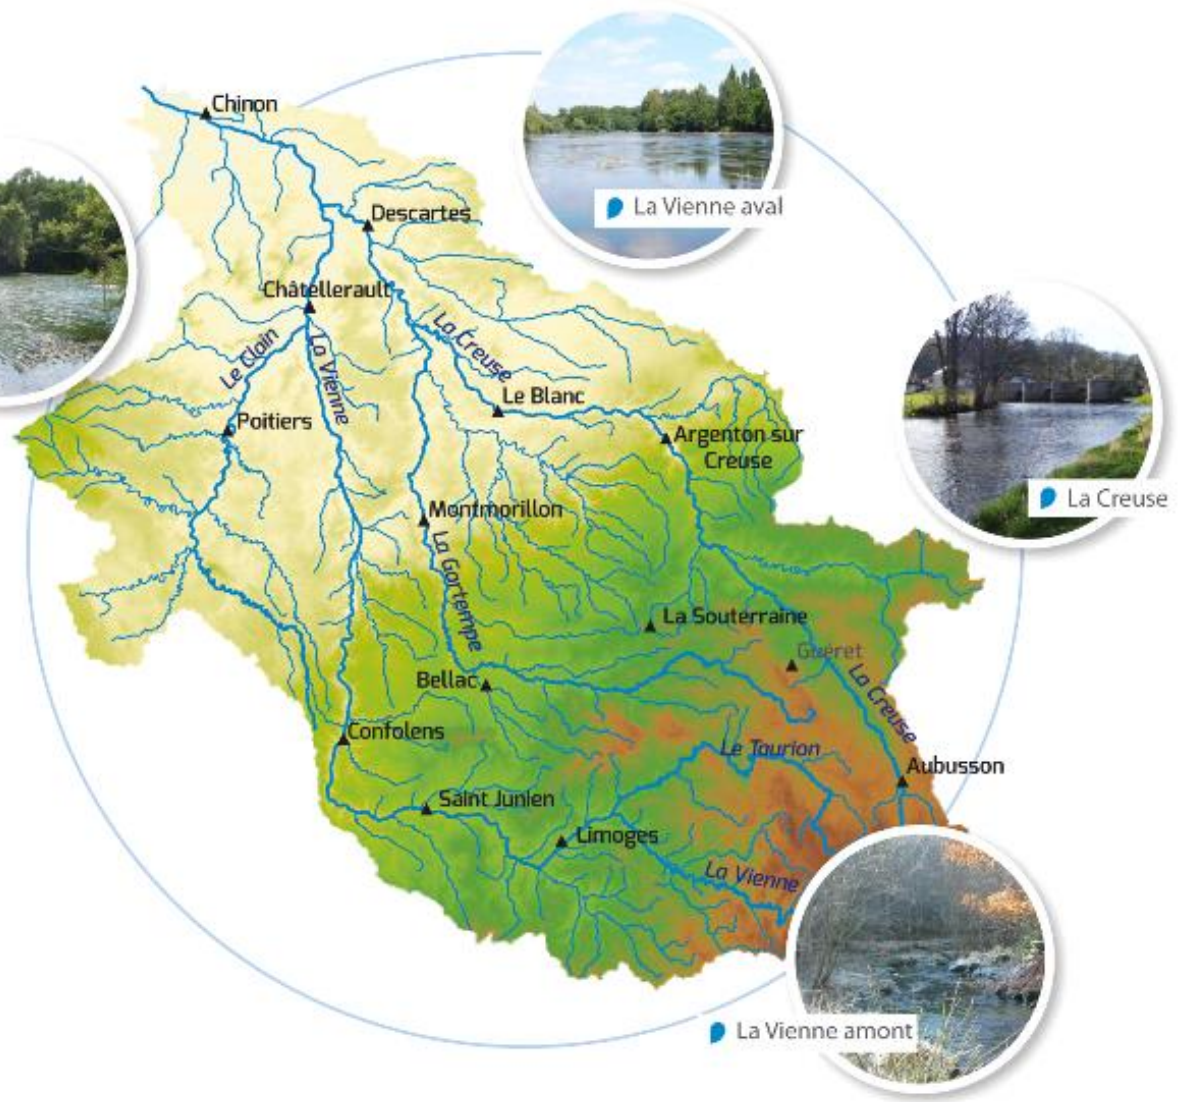 Chinon
La Vienne aval
Descartes
Châtellerault
La Creuse
Le Clain
La Vienne
Le Blanc
Poitiers
Argenton sur
Creuse
La Creuse
Montmorillon
La Gartempe
La Souterraine
Guéret
Bellac
La Creuse
Confolens
Le Taurion
Aubusson
Saint Junien
Limoges
La Vienne
La Vienne amont